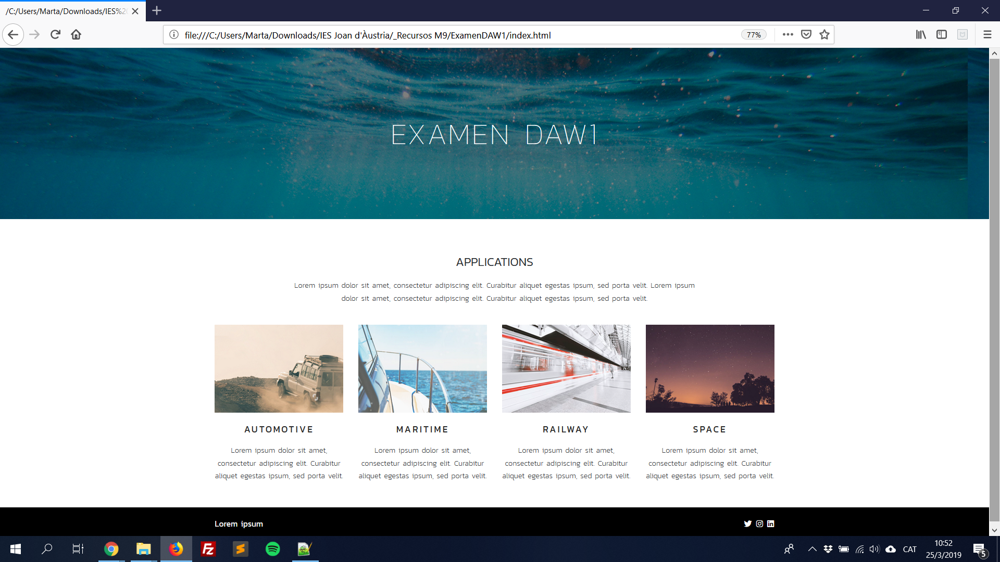 /C:/Users/Marta/Downloads/IES%20
file:///C:/Users/Marta/Downloads/IES Joan d'Àustria/_Recursos M9/ExamenDAW1/index.html
77%
EXAMEN DAW1
APPLICATIONS
Lorem ipsum dolor sit amet, consectetur adipiscing elit. Curabitur aliquet egestas ipsum, sed porta velit. Lorem ipsum
dolor sit amet, consectetur adipiscing elit. Curabitur aliquet egestas ipsum, sed porta velit.
AUTOMOTIVE
Lorem ipsum dolor sit amet,
consectetur adipiscing elit. Curabitur
aliquet egestas ipsum, sed porta velit.
MARITIME
Lorem ipsum dolor sit amet,
consectetur adipiscing elit. Curabitur
aliquet egestas ipsum, sed porta velit.
RAILWAY
Lorem ipsum dolor sit amet,
consectetur adipiscing elit. Curabitur
aliquet egestas ipsum, sed porta velit.
SPACE
Lorem ipsum dolor sit amet,
consectetur adipiscing elit. Curabitur
aliquet egestas ipsum, sed porta velit.
Lorem ipsum
CAT
10:52
25/3/2019
5